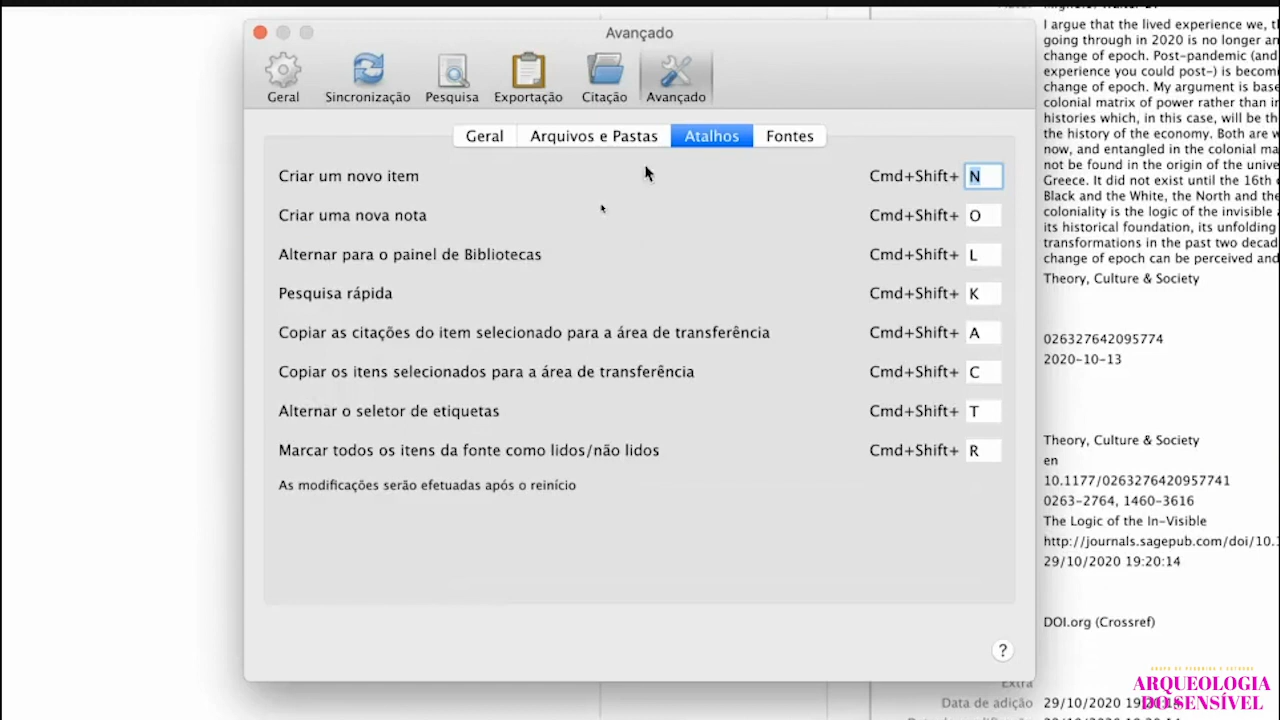 Avançado
Geral
Sincronização
Pesquisa
Exportação
Citação
Avançado
Geral
Arquivos e Pastas
Atalhos
Fontes
Criar um novo item Cmd+Shift+ N
Criar uma nova nota Cmd+Shift+ O
Alternar para o painel de Bibliotecas Cmd+Shift+ L
Pesquisa rápida Cmd+Shift+ K
Copiar as citações do item selecionado para a área de transferência Cmd+Shift+ A
Copiar os itens selecionados para a área de transferência Cmd+Shift+ C
Alternar o seletor de etiquetas Cmd+Shift+ T
Marcar todos os itens da fonte como lidos/não lidos Cmd+Shift+ R
As modificações serão efetuadas após o reinício
?
I argue that the lived experience we, t
going through in 2020 is no longer an
change of epoch. Post-pandemic (and
experience you could post-) is becom
change of epoch. My argument is base
colonial matrix of power rather than in
histories which, in this case, will be th
the history of the economy. Both are w
now, and entangled in the colonial ma
not be found in the origin of the unive
Greece. It did not exist until the 16th
Black and the White, the North and the
coloniality is the logic of the invisible a
its historical foundation, its unfolding
transformations in the past two decad
change of epoch can be perceived and
Theory, Culture & Society
026327642095774
2020-10-13
Theory, Culture & Society
en
10.1177/0263276420957741
0263-2764, 1460-3616
The Logic of the In-Visible
http://journals.sagepub.com/doi/10.1
29/10/2020 19:20:14
DOI.org (Crossref)
Extra
Data de adição 29/10/2020 19:20:14
GRUPO DE PESQUISA E ESTUDOS
ARQUEOLOGIA
DO SENSÍVEL